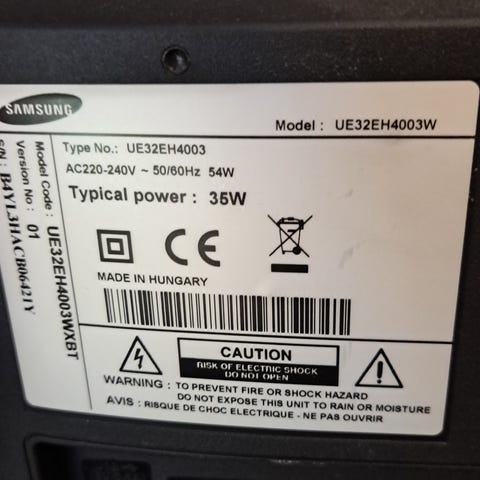 SAMSUNG
Model : UE32EH4003W
Type No.: UE32EH4003
AC220-240V ~ 50/60Hz 54W
Typical power : 35W
CE
MADE IN HUNGARY
CAUTION
RISK OF ELECTRIC SHOCK
DO NOT OPEN
WARNING : TO PREVENT FIRE OR SHOCK HAZARD
DO NOT EXPOSE THIS UNIT TO RAIN OR MOISTURE
AVIS : RISQUE DE CHOC ELECTRIQUE - NE PAS OUVRIR
Model Code : UE32EH4003WXBT
Version No : 01
S/N : B4YL3HACB06421Y